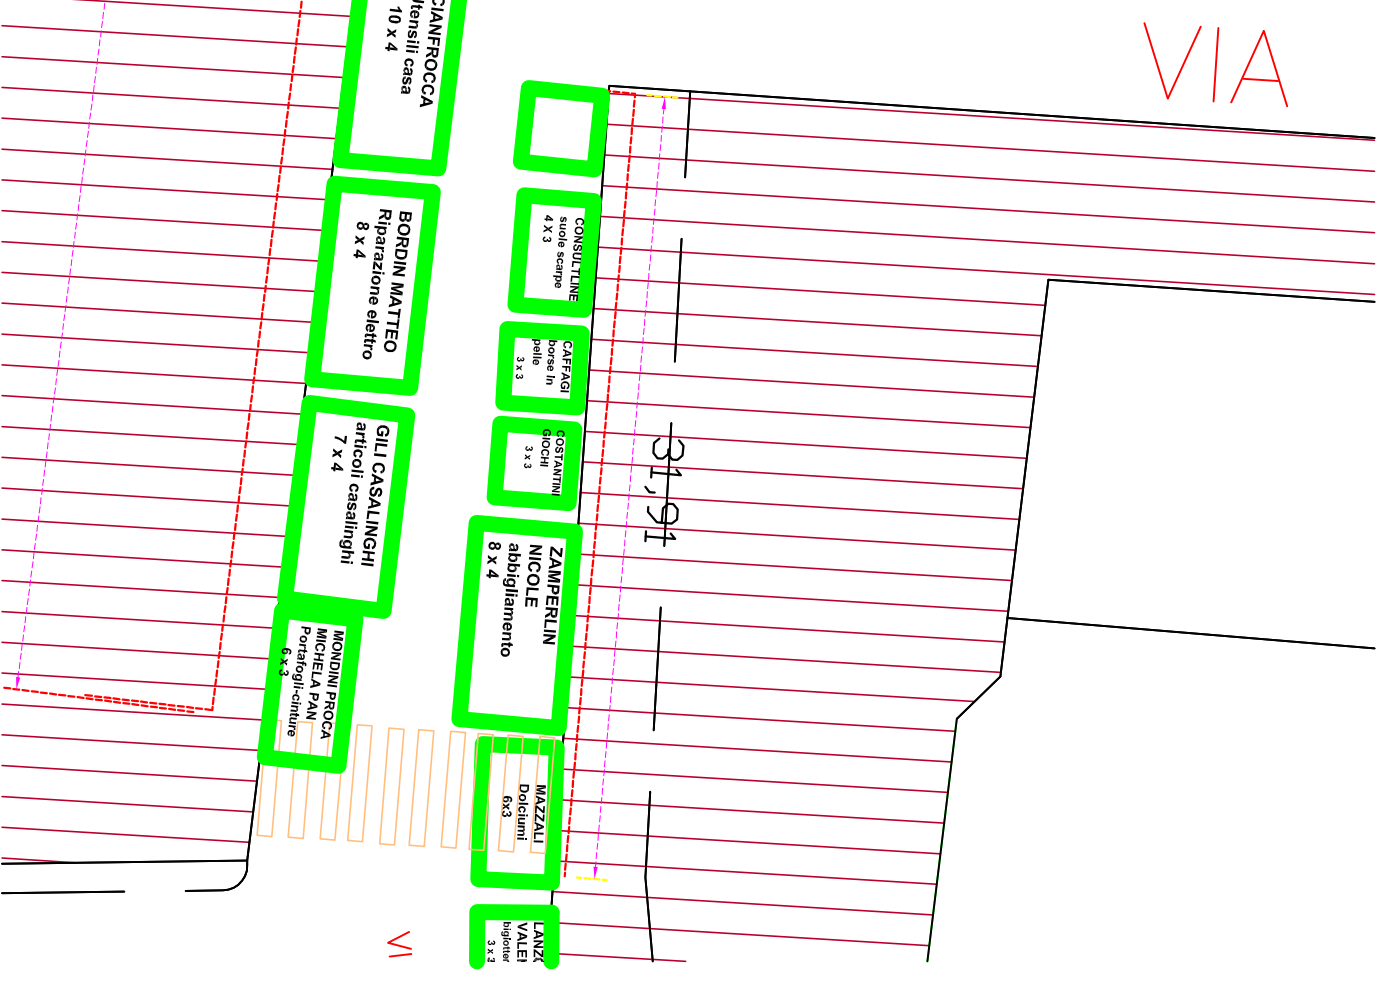 VIA
CIANFROCCA
Utensili casa
10 x 4
BORDIN MATTEO
Riparazione elettro
8 x 4
GILI CASALINGHI
articoli casalinghi
7 x 4
MONDINI PROCA
MICHELA PAN
Portafogli-cinture
6 x 3
CONSULTLINE
suole scarpe
4 X 3
CAFFAGI
borse In
pelle
3 x 3
COSTANTINI
GIOCHI
3 x 3
ZAMPERLIN
NICOLE
abbigliamento
8 x 4
MAZZALI
Dolciumi
6x3
3 x 3
31,91
VI